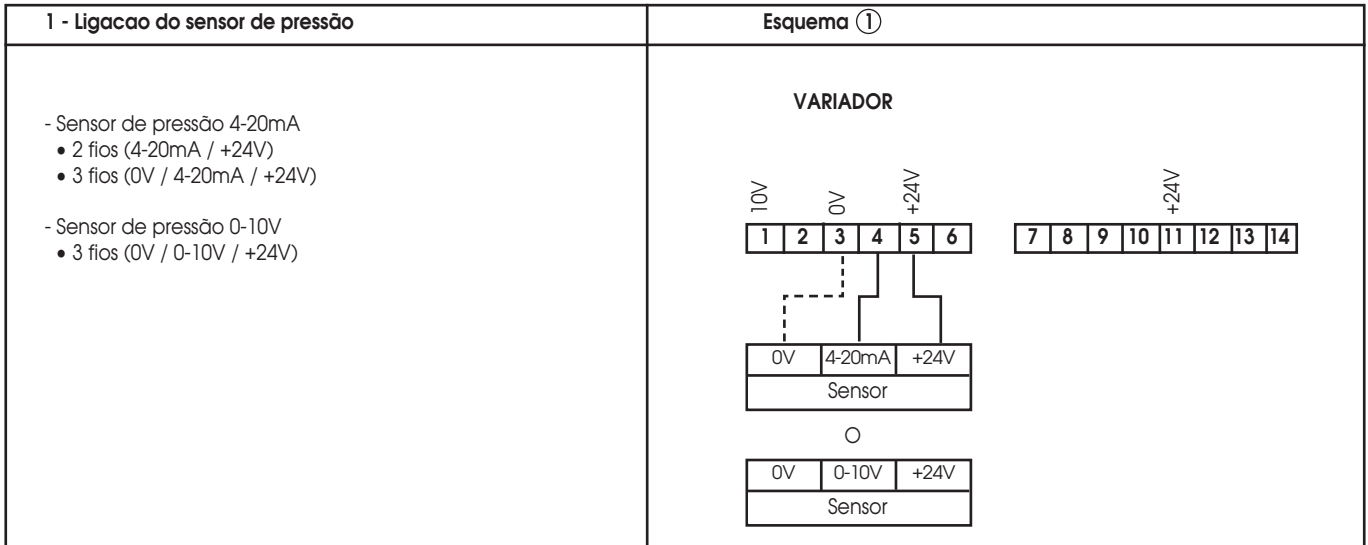 1 - Ligacao do sensor de pressão
Esquema 1
- Sensor de pressão 4-20mA
• 2 fios (4-20mA / +24V)
• 3 fios (0V / 4-20mA / +24V)
- Sensor de pressão 0-10V
• 3 fios (0V / 0-10V / +24V)
VARIADOR
10V 0V +24V +24V
1 2 3 4 5 6 7 8 9 10 11 12 13 14
0V 4-20mA +24V
Sensor
O
0V 0-10V +24V
Sensor